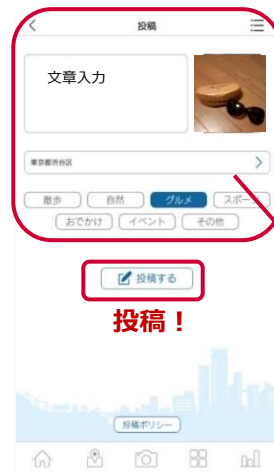 投稿
文章入力
東京都渋谷区
散歩 自然 グルメ スポーツ
おでかけ イベント その他
投稿する
投稿！
投稿ポリシー